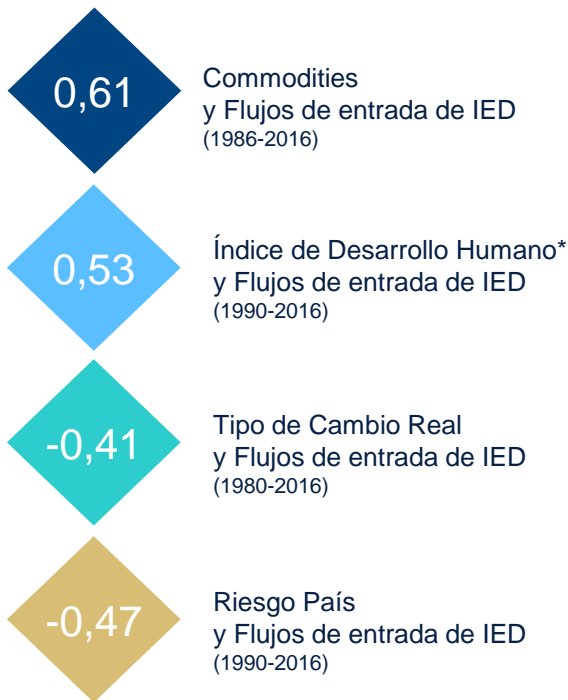 0,61
Commodities
y Flujos de entrada de IED
(1986-2016)
0,53
Índice de Desarrollo Humano*
y Flujos de entrada de IED
(1990-2016)
-0,41
Tipo de Cambio Real
y Flujos de entrada de IED
(1980-2016)
-0,47
Riesgo País
y Flujos de entrada de IED
(1990-2016)